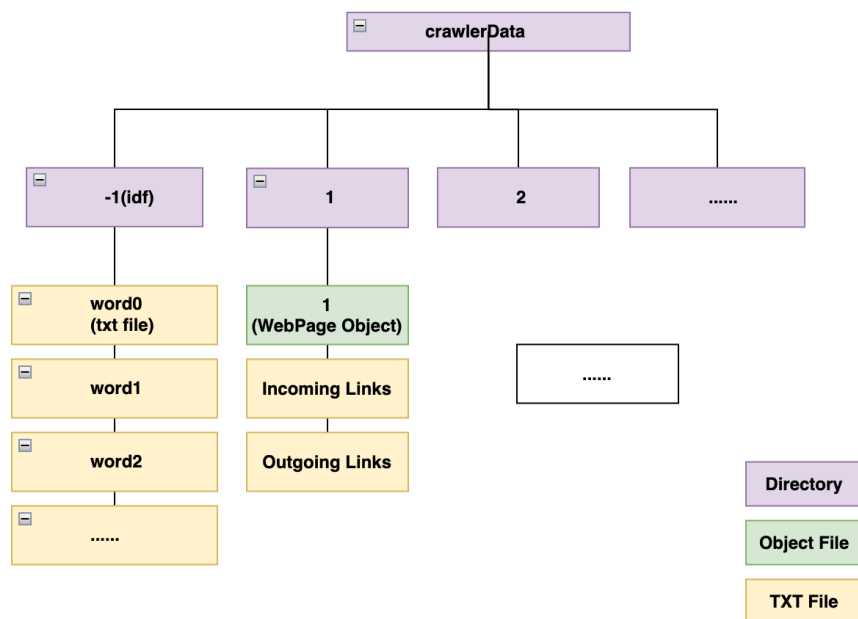 crawlerData
-1(idf)
1
2
......
word0
(txt file)
1
(WebPage Object)
word1
Incoming Links
......
word2
Outgoing Links
......
Directory
Object File
TXT File